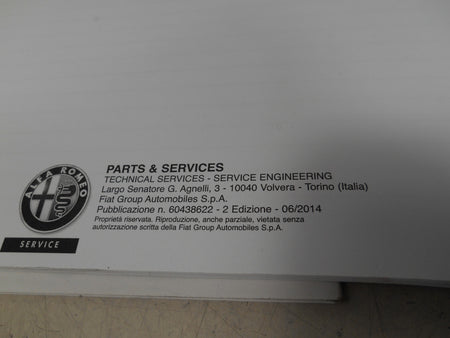 PARTS & SERVICES
TECHNICAL SERVICES - SERVICE ENGINEERING
Largo Senatore G. Agnelli, 3 - 10040 Volvera - Torino (Italia)
Fiat Group Automobiles S.p.A.
Pubblicazione n. 60438622 - 2 Edizione - 06/2014
Proprietà riservata. Riproduzione, anche parziale, vietata senza
autorizzazione scritta della Fiat Group Automobiles S.p.A.
ALFA ROMEO
SERVICE